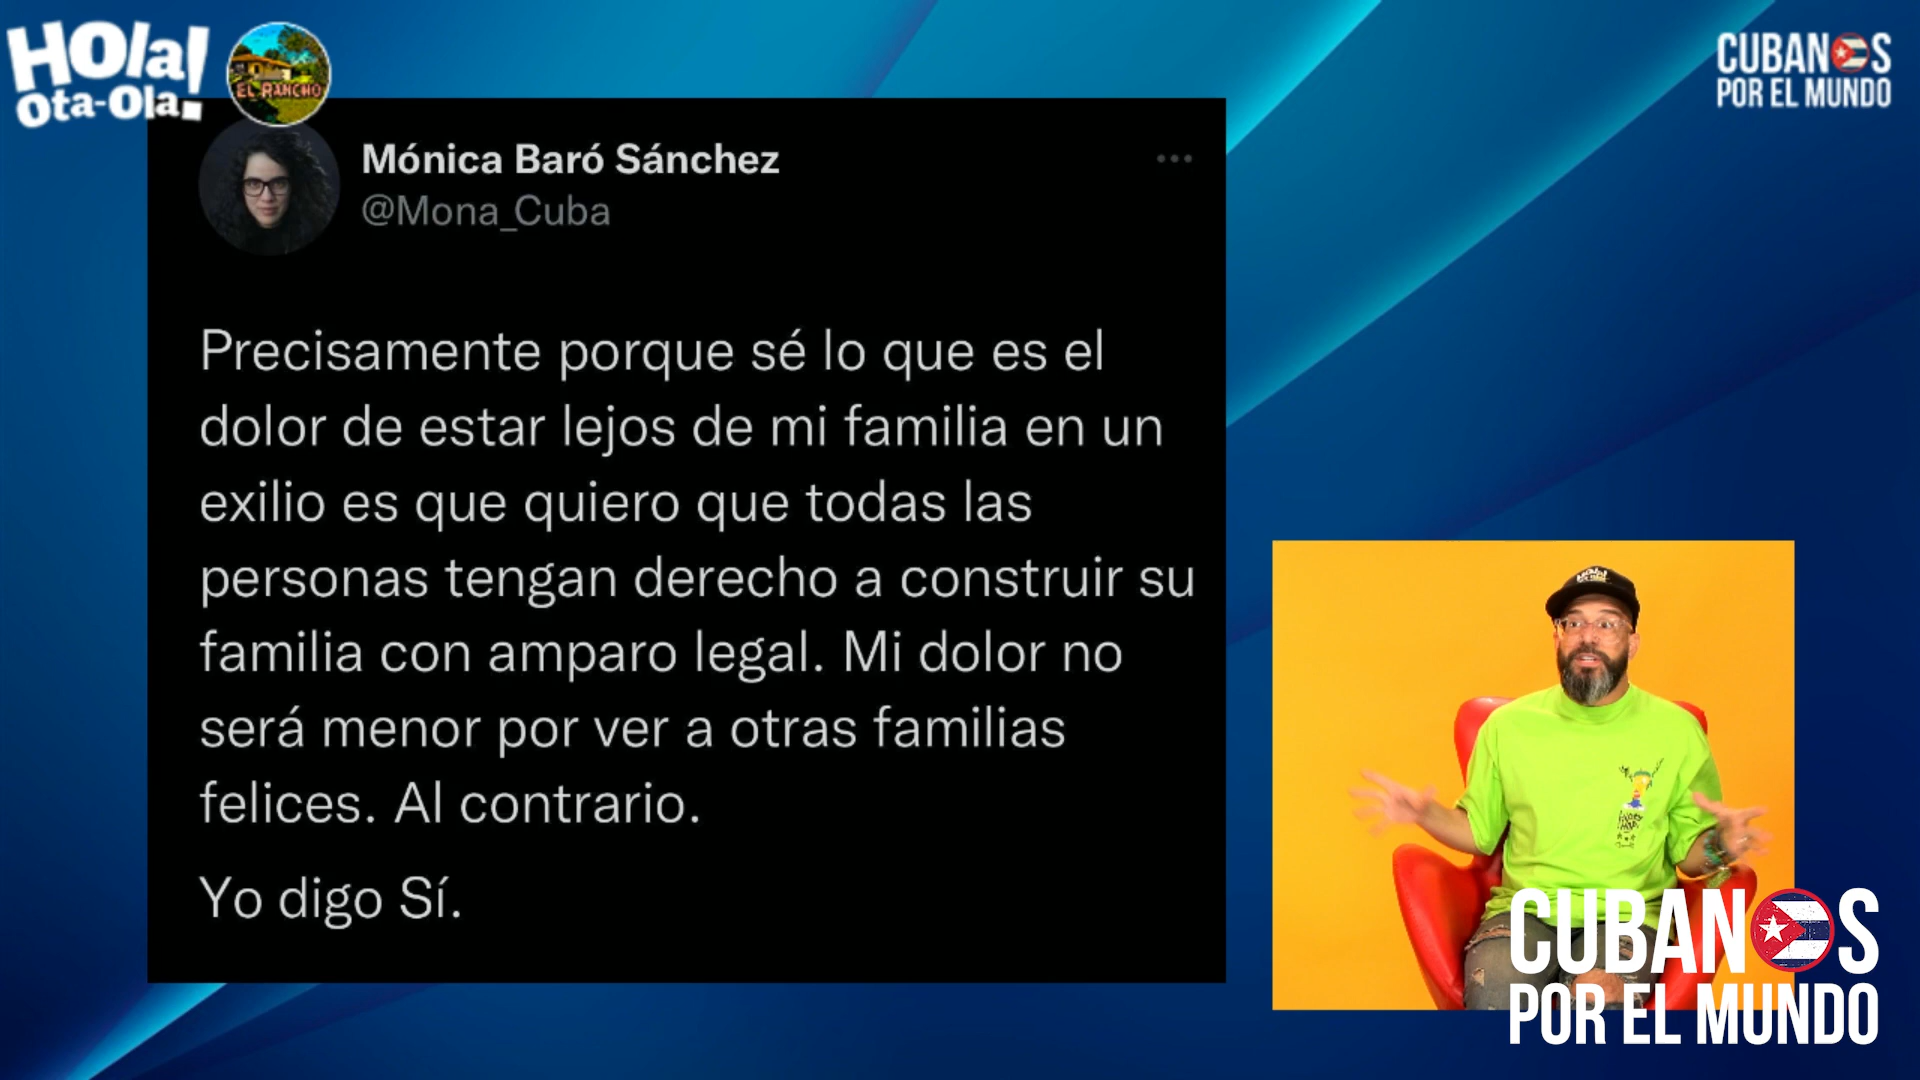 HOla!
Ota-Ola!
EL RANCHO
CUBANOS
POR EL MUNDO
Mónica Baró Sánchez
@Mona_Cuba
Precisamente porque sé lo que es el
dolor de estar lejos de mi familia en un
exilio es que quiero que todas las
personas tengan derecho a construir su
familia con amparo legal. Mi dolor no
será menor por ver a otras familias
felices. Al contrario.
Yo digo Sí.
CUBANOS
POR EL MUNDO